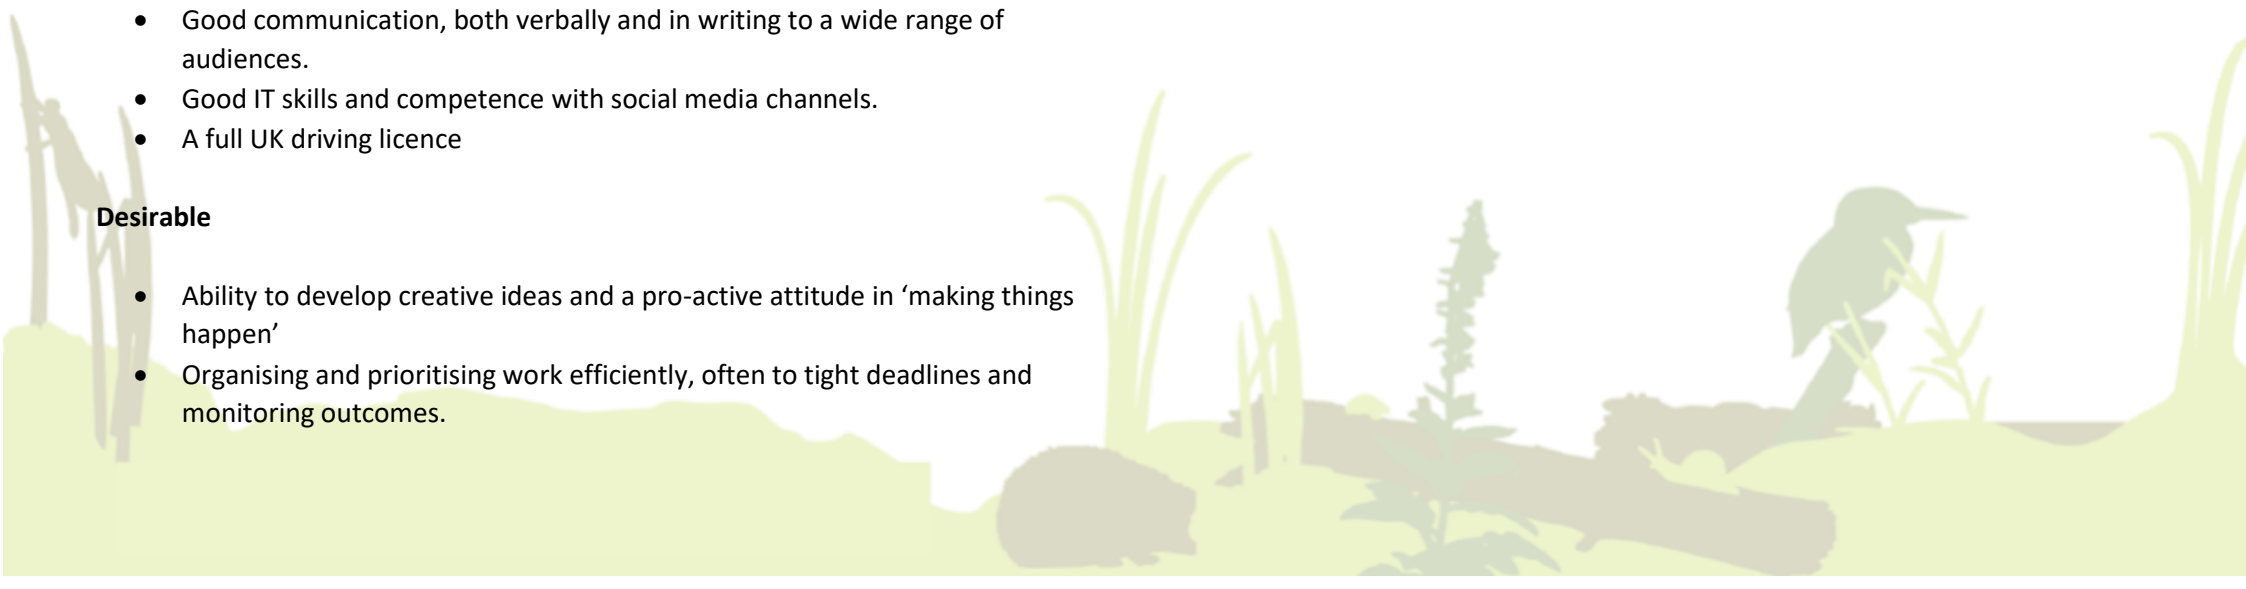 • Good communication, both verbally and in writing to a wide range of
audiences.
• Good IT skills and competence with social media channels.
• A full UK driving licence
Desirable
• Ability to develop creative ideas and a pro-active attitude in ‘making things
happen’
• Organising and prioritising work efficiently, often to tight deadlines and
monitoring outcomes.